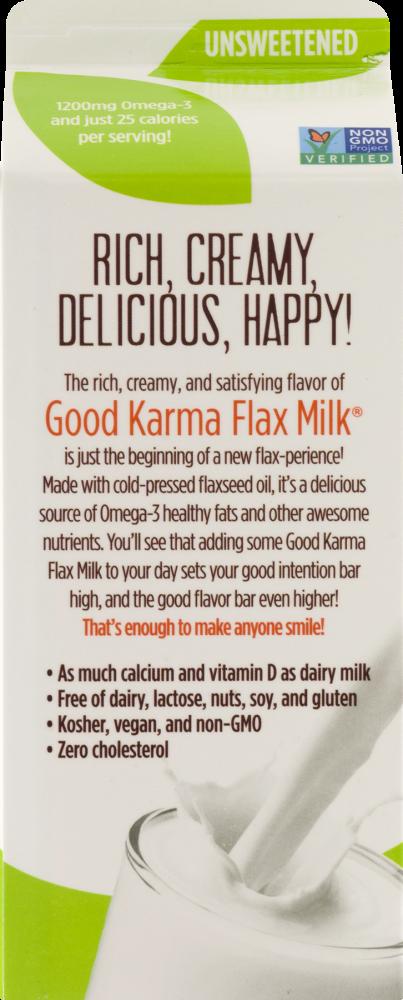 UNSWEETENED
1200mg Omega-3
and just 25 calories
per serving!
NON
GMO
Project
VERIFIED
RICH, CREAMY,
DELICIOUS, HAPPY!
The rich, creamy, and satisfying flavor of
Good Karma Flax Milk®
is just the beginning of a new flax-perience!
Made with cold-pressed flaxseed oil, it's a delicious
source of Omega-3 healthy fats and other awesome
nutrients. You'll see that adding some Good Karma
Flax Milk to your day sets your good intention bar
high, and the good flavor bar even higher!
That's enough to make anyone smile!
• As much calcium and vitamin D as dairy milk
• Free of dairy, lactose, nuts, soy, and gluten
• Kosher, vegan, and non-GMO
• Zero cholesterol